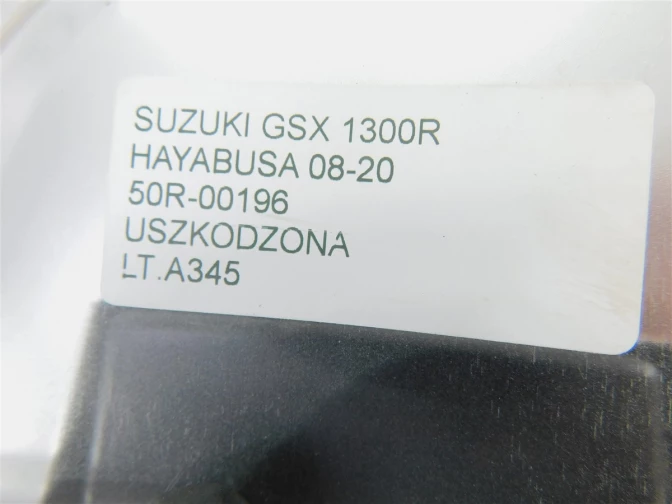 SUZUKI GSX 1300R
HAYABUSA 08-20
50R-00196
USZKODZONA
LT.A345